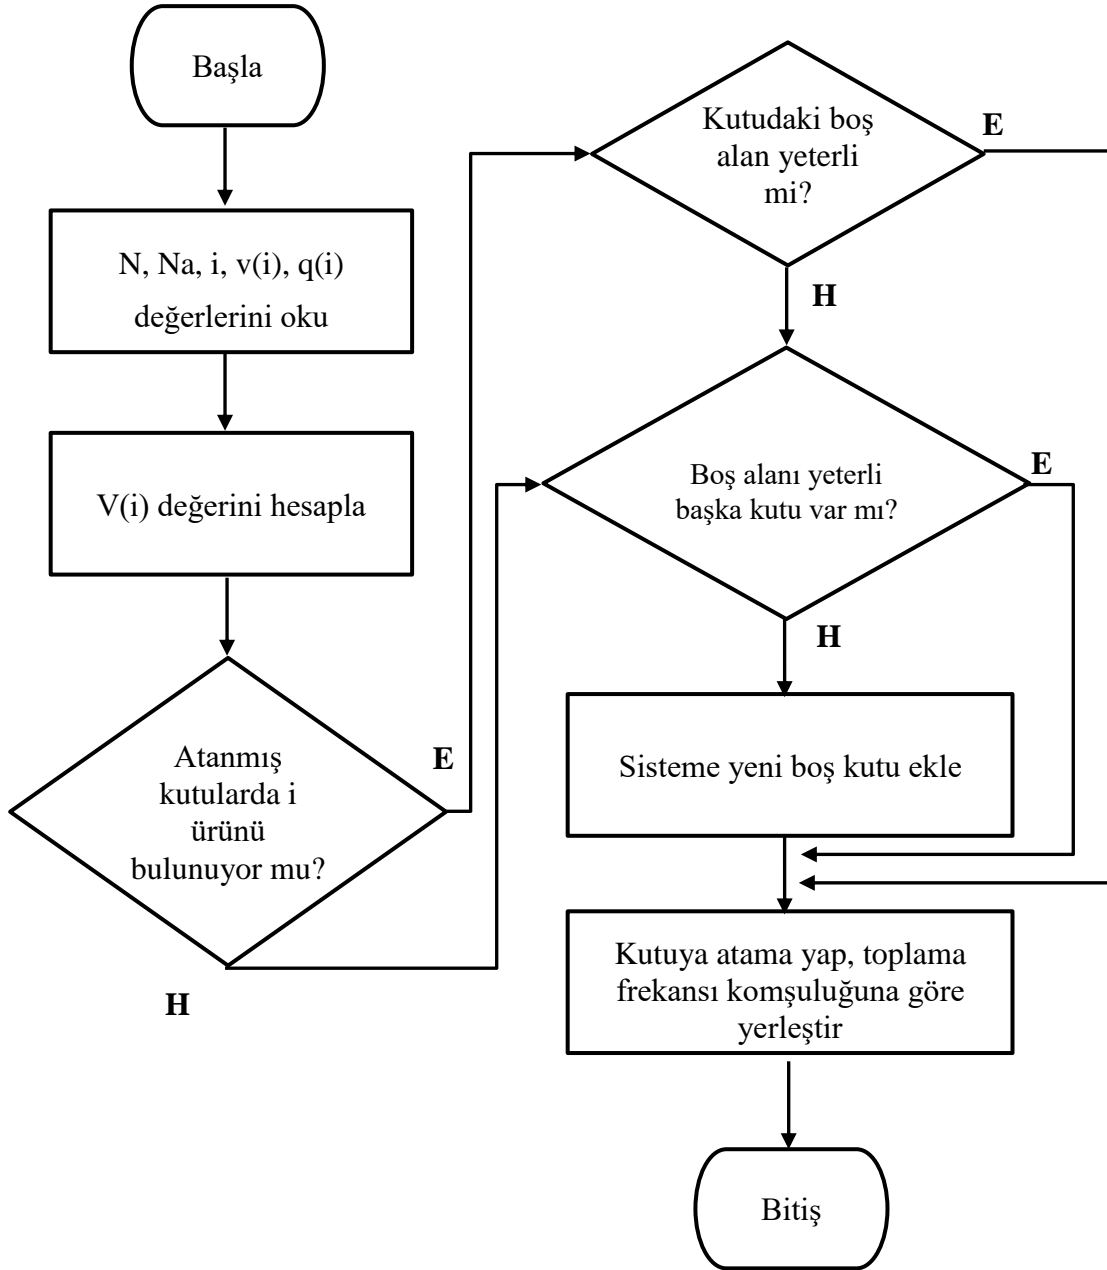 Başla
N, Na, i, v(i), q(i)
değerlerini oku
V(i) değerini hesapla
Atanmış
kutularda i
ürünü
bulunuyor mu?
E
H
Kutudaki boş
alan yeterli
mi?
E
H
Boş alanı yeterli
başka kutu var mı?
E
H
Sisteme yeni boş kutu ekle
Kutuya atama yap, toplama
frekansı komşuluğuna göre
yerleştir
Bitiş